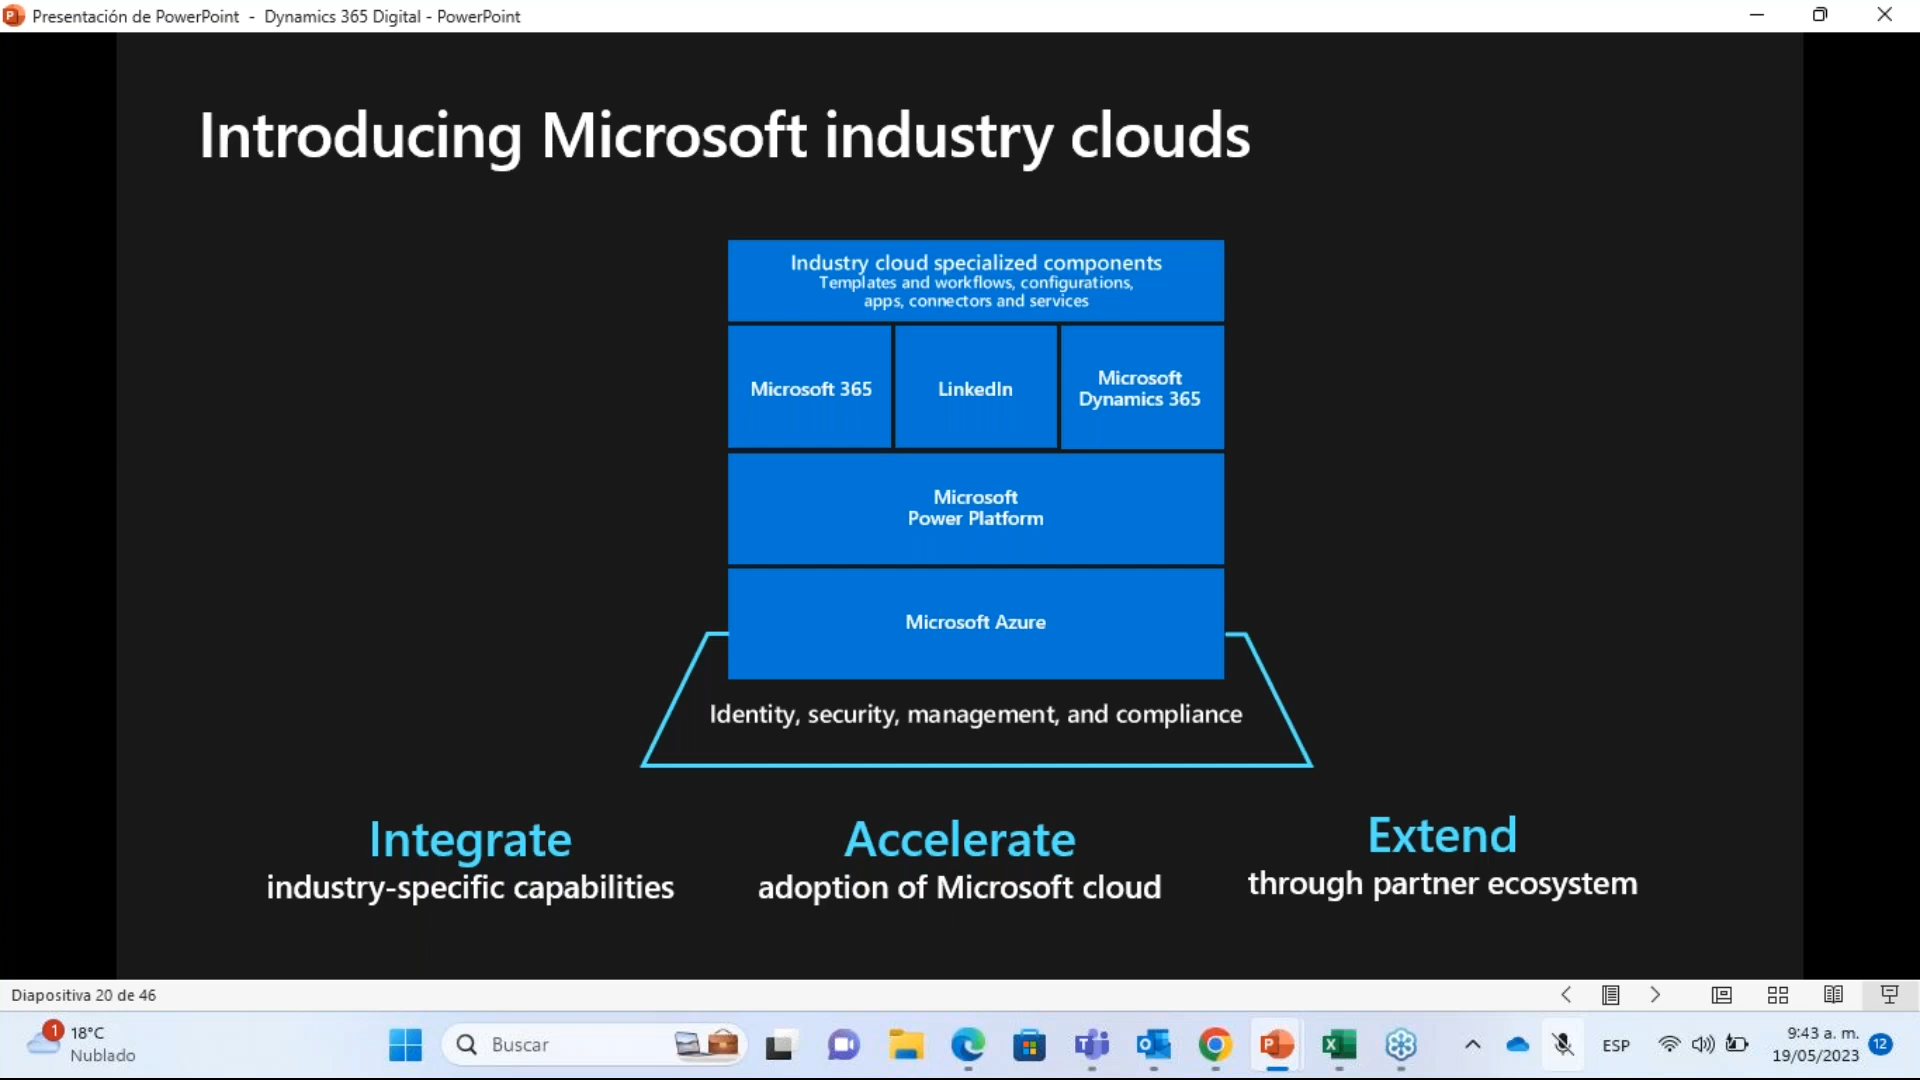 Presentación de PowerPoint - Dynamics 365 Digital - PowerPoint
Introducing Microsoft industry clouds
Industry cloud specialized components
Templates and workflows, configurations,
apps, connectors and services
Microsoft 365
LinkedIn
Microsoft
Dynamics 365
Microsoft
Power Platform
Microsoft Azure
Identity, security, management, and compliance
Integrate
industry-specific capabilities
Accelerate
adoption of Microsoft cloud
Extend
through partner ecosystem
Diapositiva 20 de 46
1
18°C
Nublado
Buscar
ESP
9:43 a. m.
19/05/2023
12